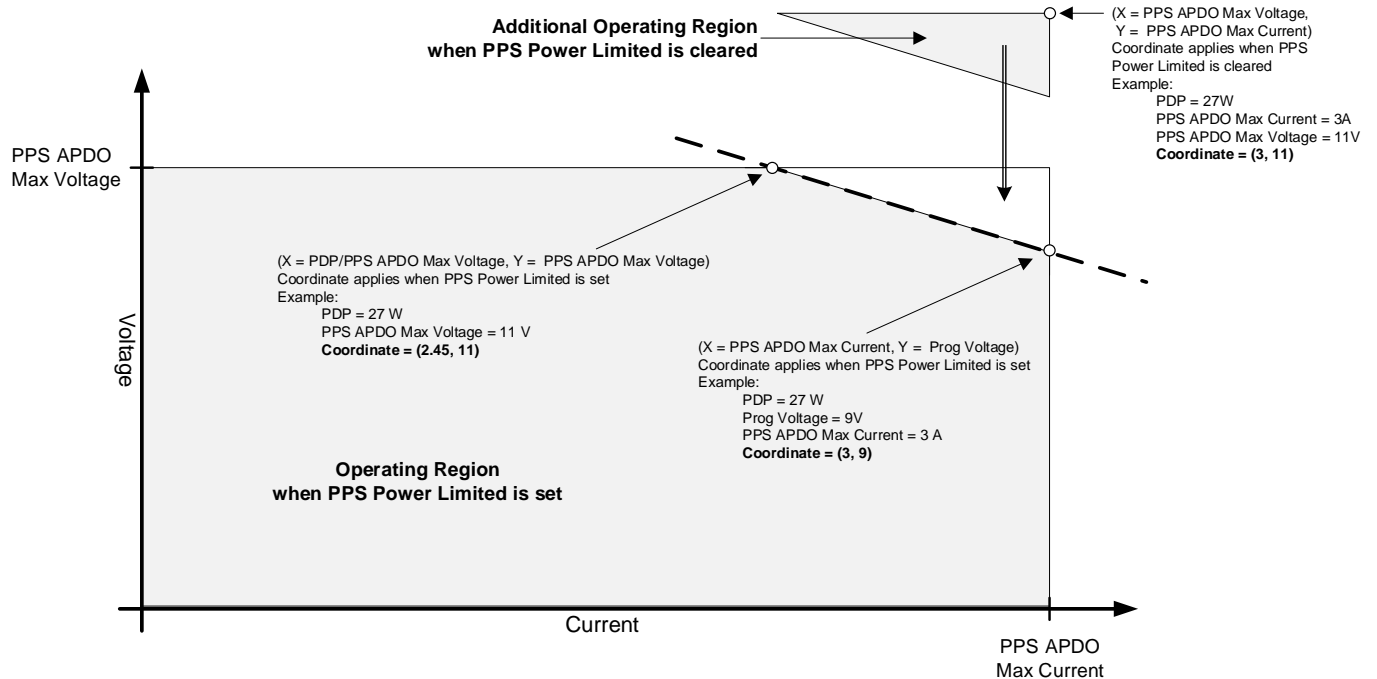 Additional Operating Region
when PPS Power Limited is cleared
(X = PPS APDO Max Voltage,
Y = PPS APDO Max Current)
Coordinate applies when PPS
Power Limited is cleared
Example:
PDP = 27W
PPS APDO Max Current = 3A
PPS APDO Max Voltage = 11V
Coordinate = (3, 11)
PPS APDO
Max Voltage
(X = PDP/PPS APDO Max Voltage, Y = PPS APDO Max Voltage)
Coordinate applies when PPS Power Limited is set
Example:
PDP = 27 W
PPS APDO Max Voltage = 11 V
Coordinate = (2.45, 11)
Voltage
(X = PPS APDO Max Current, Y = Prog Voltage)
Coordinate applies when PPS Power Limited is set
Example:
PDP = 27 W
Prog Voltage = 9V
PPS APDO Max Current = 3 A
Coordinate = (3, 9)
Operating Region
when PPS Power Limited is set
Current
PPS APDO
Max Current